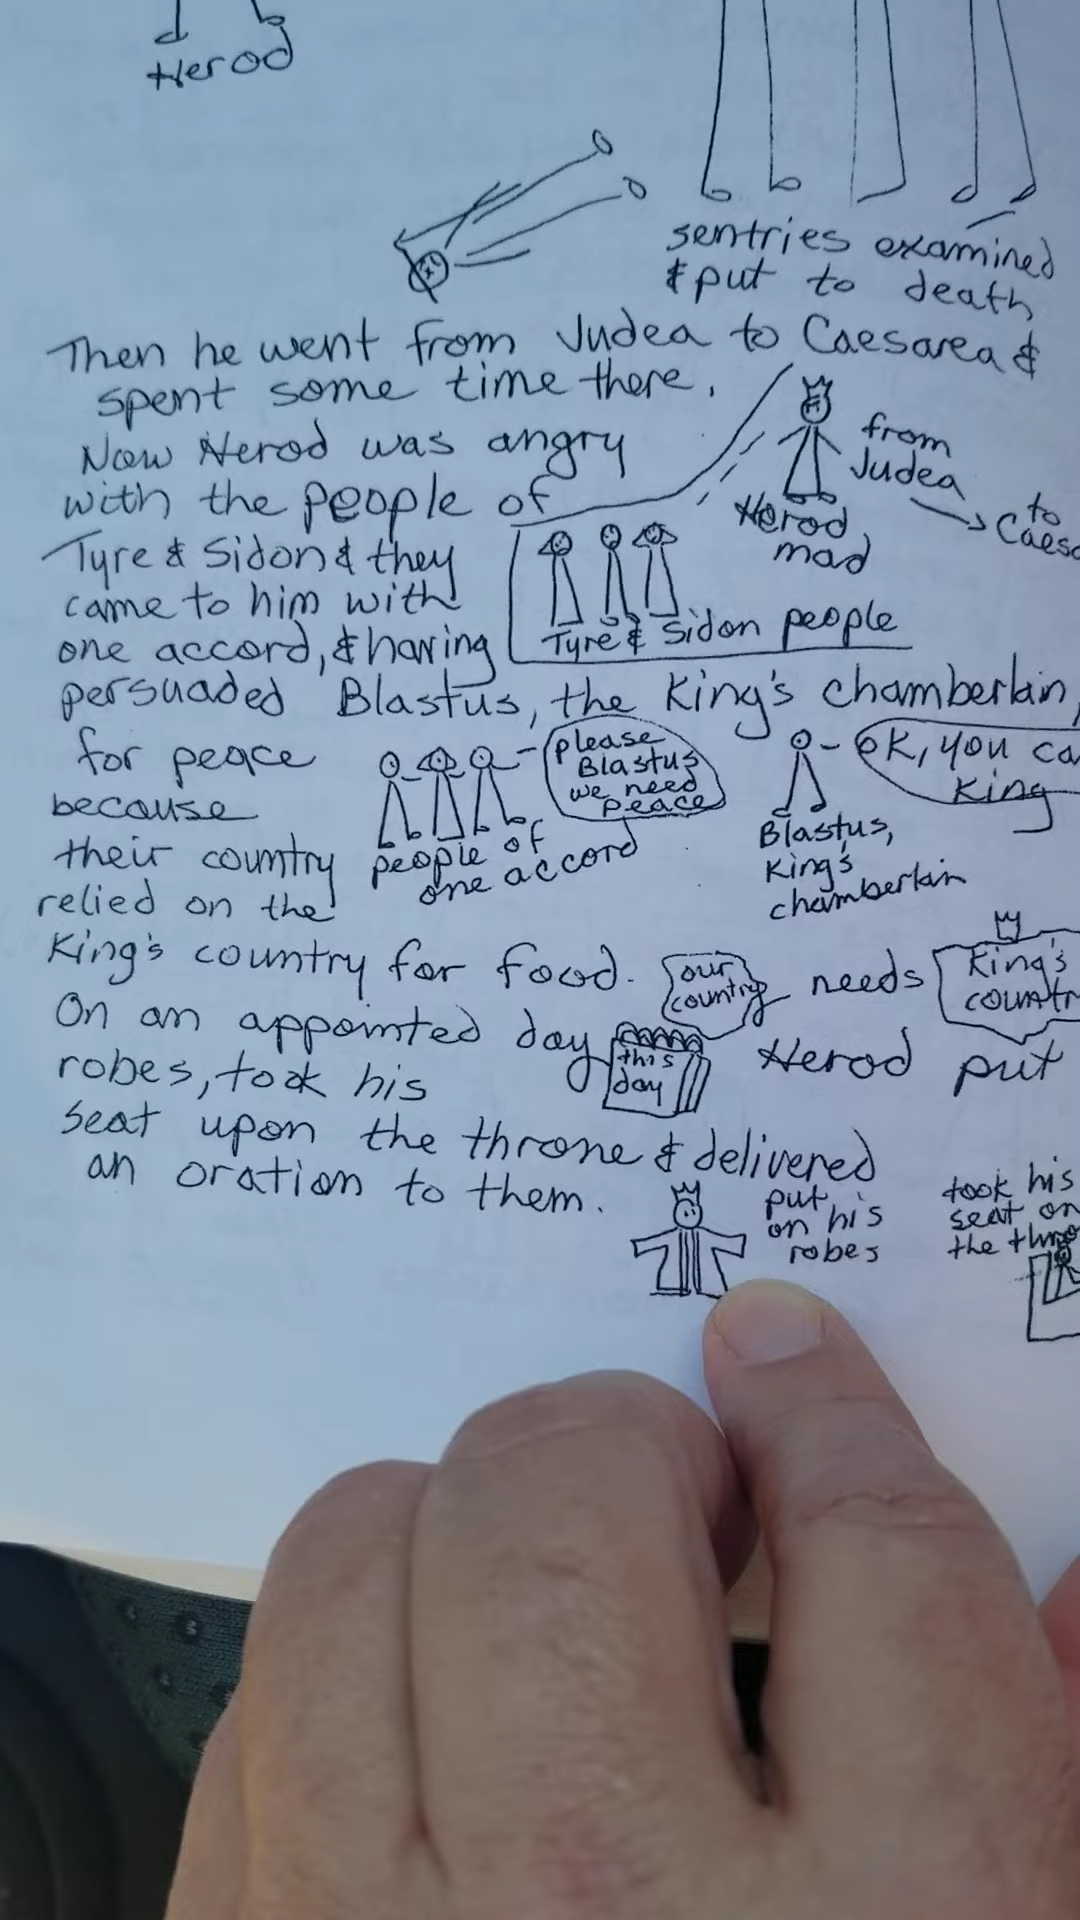 Herod
sentries examined
& put to death
Then he went from Judea to Caesarea &
spent some time there.
Now Herod was angry
with the people of
from
Judea
to
Herod
mad
Tyre & Sidon & they
came to him with
one accord, & having
Tyre & Sidon people
persuaded Blastus, the King's chamberlain,
for peace
because
their country
relied on the
please
Blastus
we need
peace
people of
one accord
OK, you
King
Blastus,
King's
chamberlain
King's country for food.
our
country
needs
King's
On an appointed day
this
day
Herod put
robes, took his
seat upon the throne & delivered
an oration to them.
put
on his
robes
took his
seat on
the